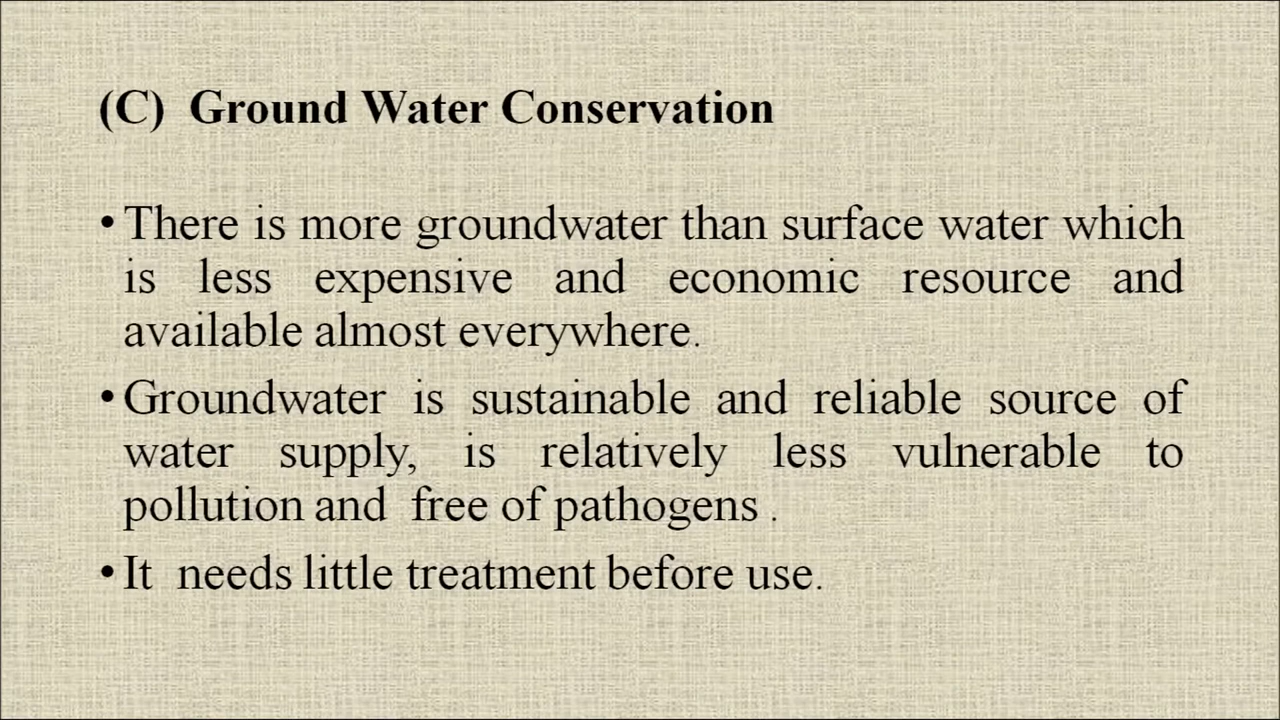 (C) Ground Water Conservation
• There is more groundwater than surface water which
is less expensive and economic resource and
available almost everywhere.
• Groundwater is sustainable and reliable source of
water supply, is relatively less vulnerable to
pollution and free of pathogens .
• It needs little treatment before use.